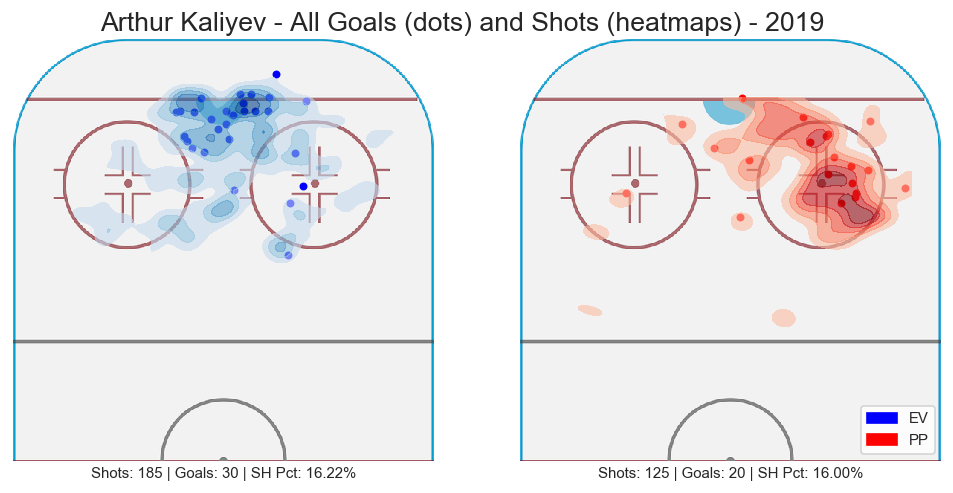 Arthur Kaliyev - All Goals (dots) and Shots (heatmaps) - 2019
EV
PP
Shots: 185 | Goals: 30 | SH Pct: 16.22%
Shots: 125 | Goals: 20 | SH Pct: 16.00%